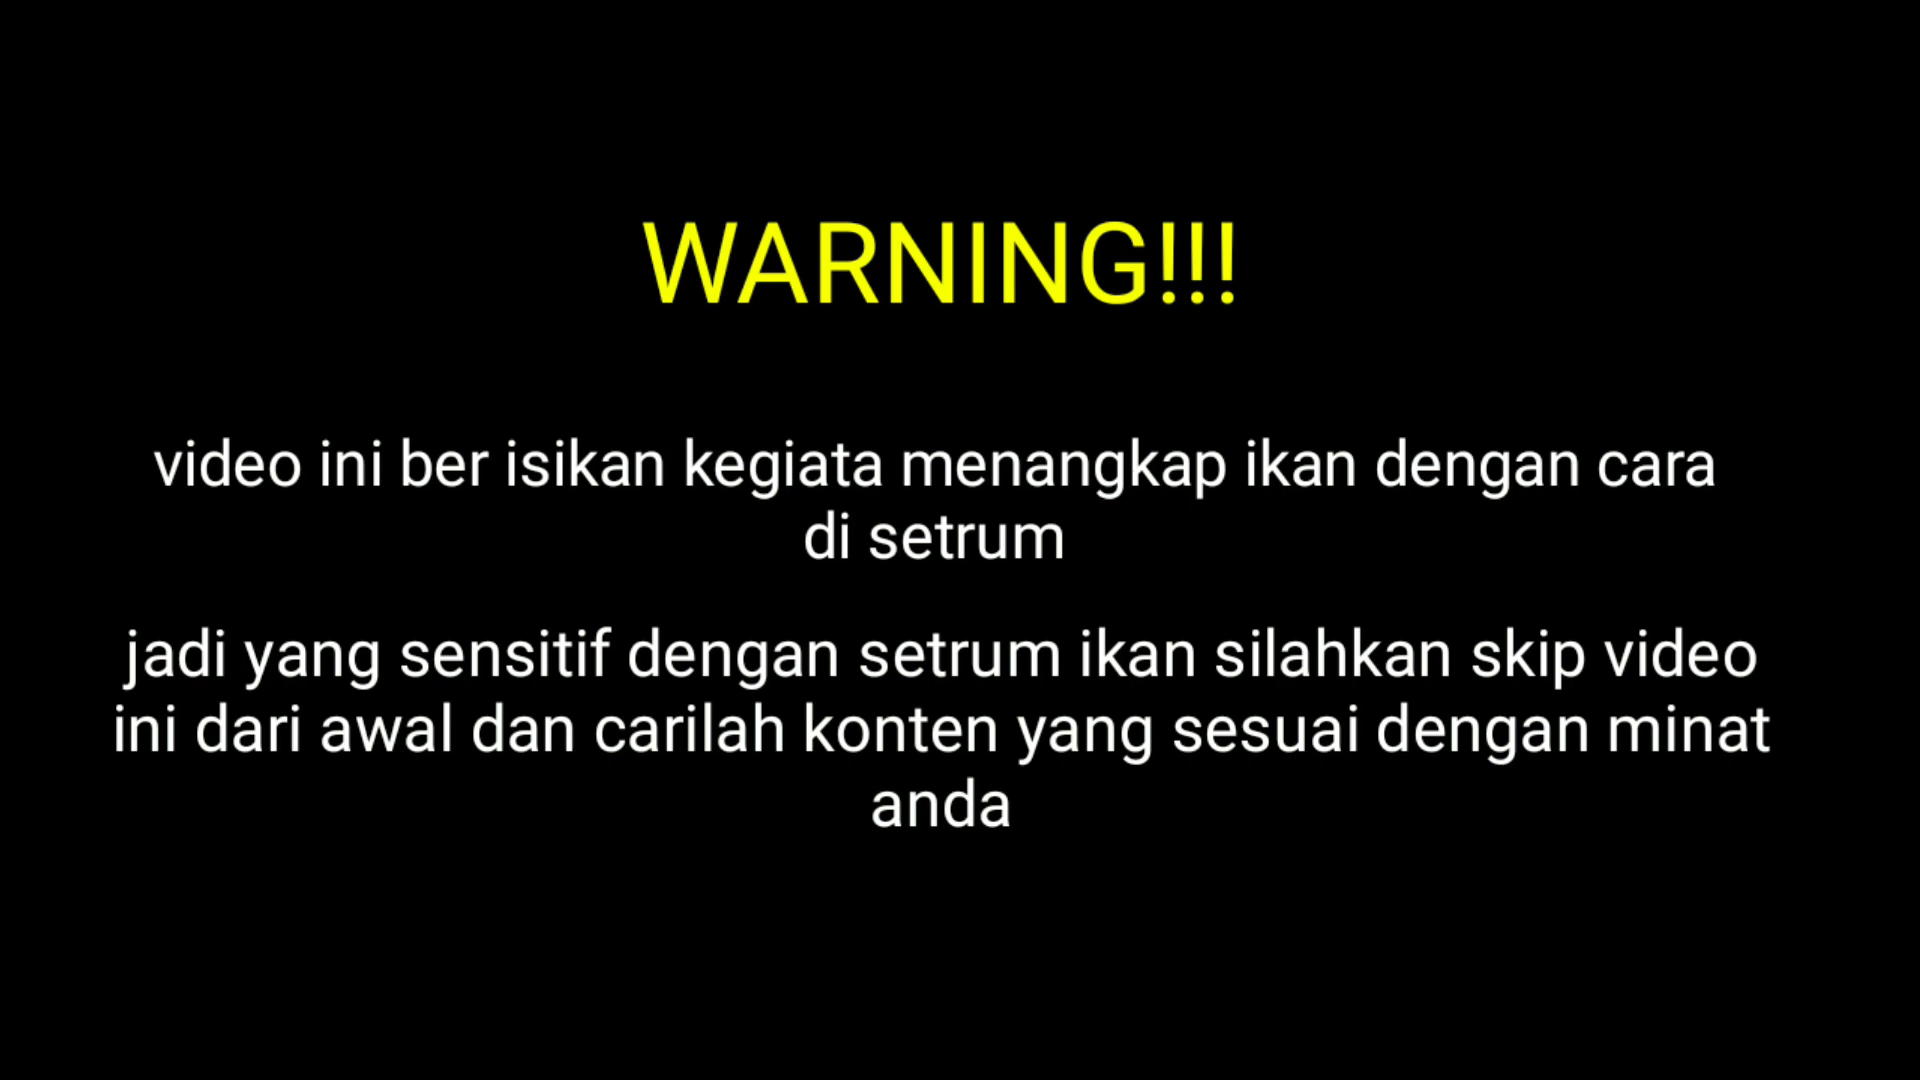 WARNING!!!
video ini ber isikan kegiata menangkap ikan dengan cara
di setrum
jadi yang sensitif dengan setrum ikan silahkan skip video
ini dari awal dan carilah konten yang sesuai dengan minat
anda